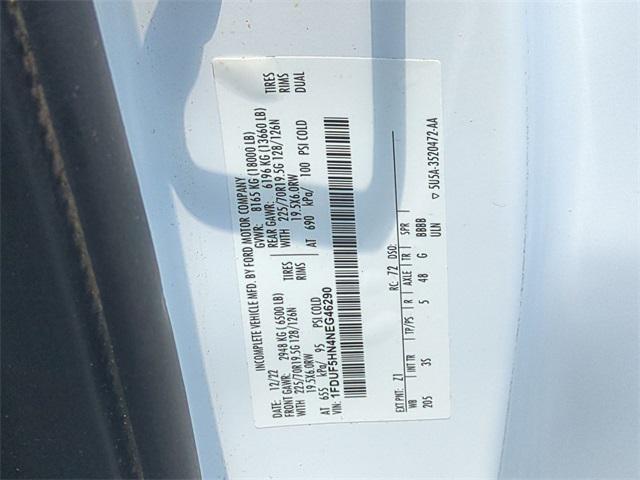 INCOMPLETE VEHICLE MFD. BY FORD MOTOR COMPANY
DATE: 12/22 GVWR: 8165 KG (18000 LB)
FRONT GAWR: 2948 KG (6500 LB) REAR GAWR: 6196 KG (13660 LB)
WITH 225/70R19.5G 128/126N TIRES WITH 225/70R19.5G 128/126N TIRES
19.5X6.0RW RIMS 19.5X6.0RW RIMS
AT 655 kPa/ 95 PSI COLD AT 690 kPa/ 100 PSI COLD DUAL
VIN: 1FDUF5HN4NEG46290
EXT PNT: Z1 RC: 72 DSO:
WB INT TR TP/PS R AXLE TR SPR
205 3S 5 48 G BBBB
ULN
▽ 5U5A-3520472-AA